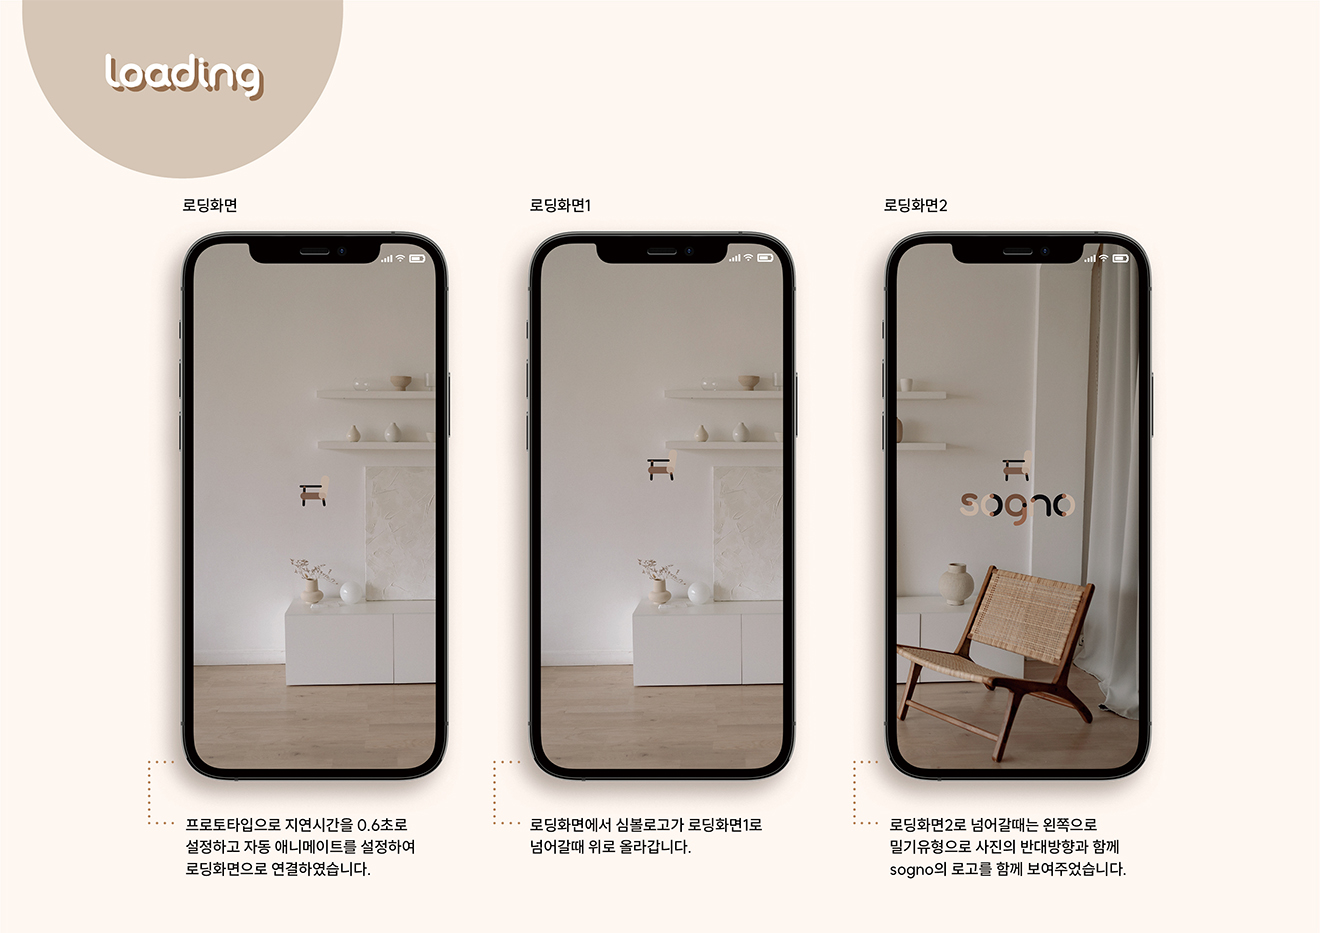 loading
로딩화면
로딩화면1
로딩화면2
sogno
프로토타입으로 지연시간을 0.6초로
설정하고 자동 애니메이트를 설정하여
로딩화면으로 연결하였습니다.
로딩화면에서 심볼로고가 로딩화면1로
넘어갈때 위로 올라갑니다.
로딩화면2로 넘어갈때는 왼쪽으로
밀기유형으로 사진의 반대방향과 함께
sogno의 로고를 함께 보여주었습니다.